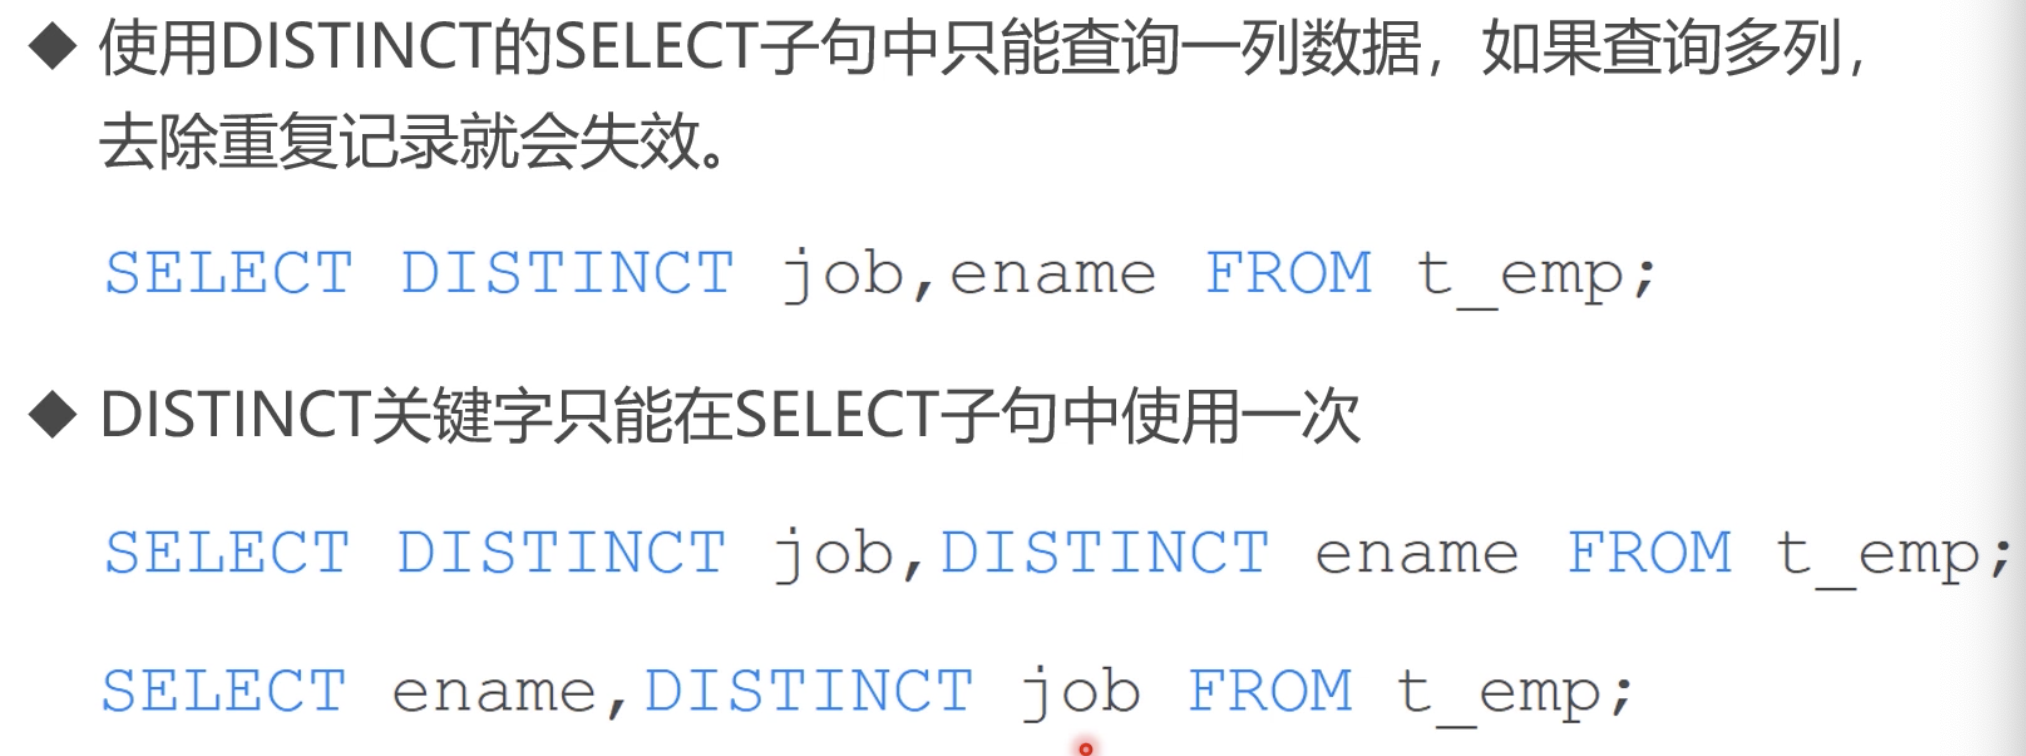 ◆ 使用DISTINCT的SELECT子句中只能查询一列数据，如果查询多列，
去除重复记录就会失效。
SELECT DISTINCT job,ename FROM t_emp;
◆ DISTINCT关键字只能在SELECT子句中使用一次
SELECT DISTINCT job,DISTINCT ename FROM t_emp;
SELECT ename,DISTINCT job FROM t_emp;